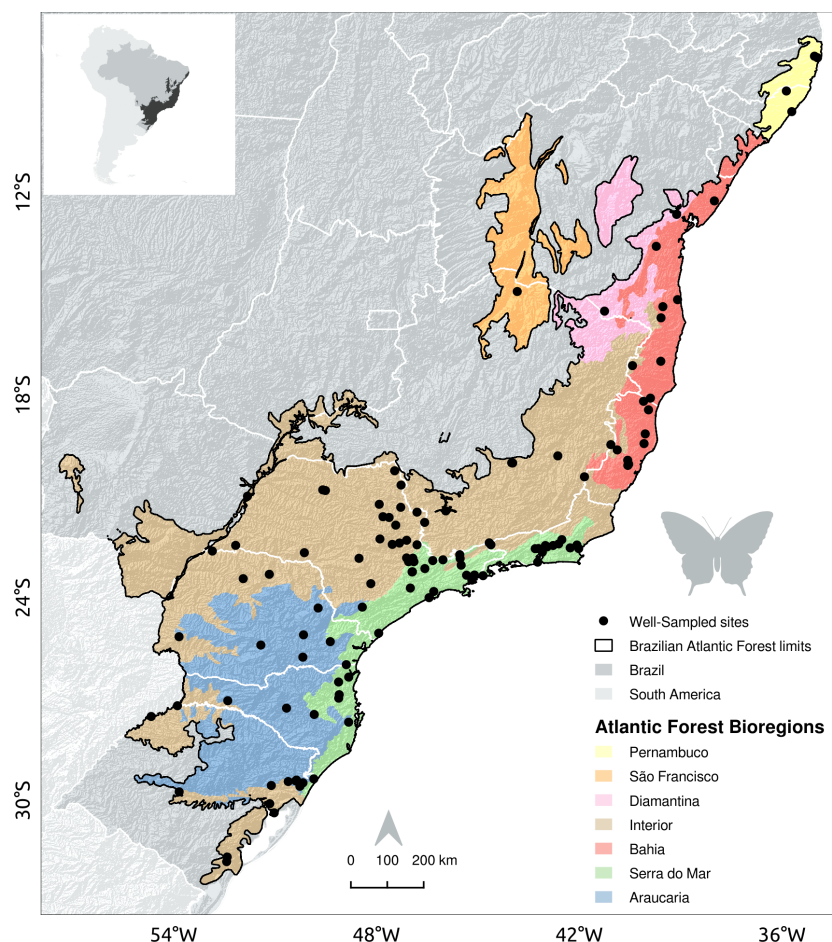 12°S
18°S
24°S
30°S
54°W
48°W
42°W
36°W
0 100 200 km
Well-Sampled sites
Brazilian Atlantic Forest limits
Brazil
South America
Atlantic Forest Bioregions
Pernambuco
São Francisco
Diamantina
Interior
Bahia
Serra do Mar
Araucaria